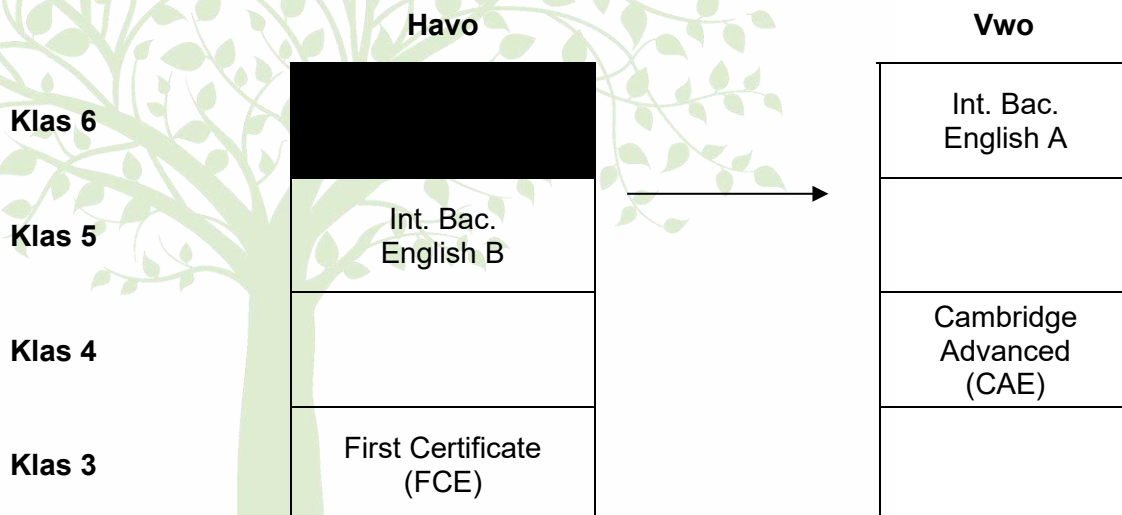 Havo
Vwo
Klas 6
Int. Bac.
English A
Klas 5
Int. Bac.
English B
Klas 4
Cambridge
Advanced
(CAE)
Klas 3
First Certificate
(FCE)